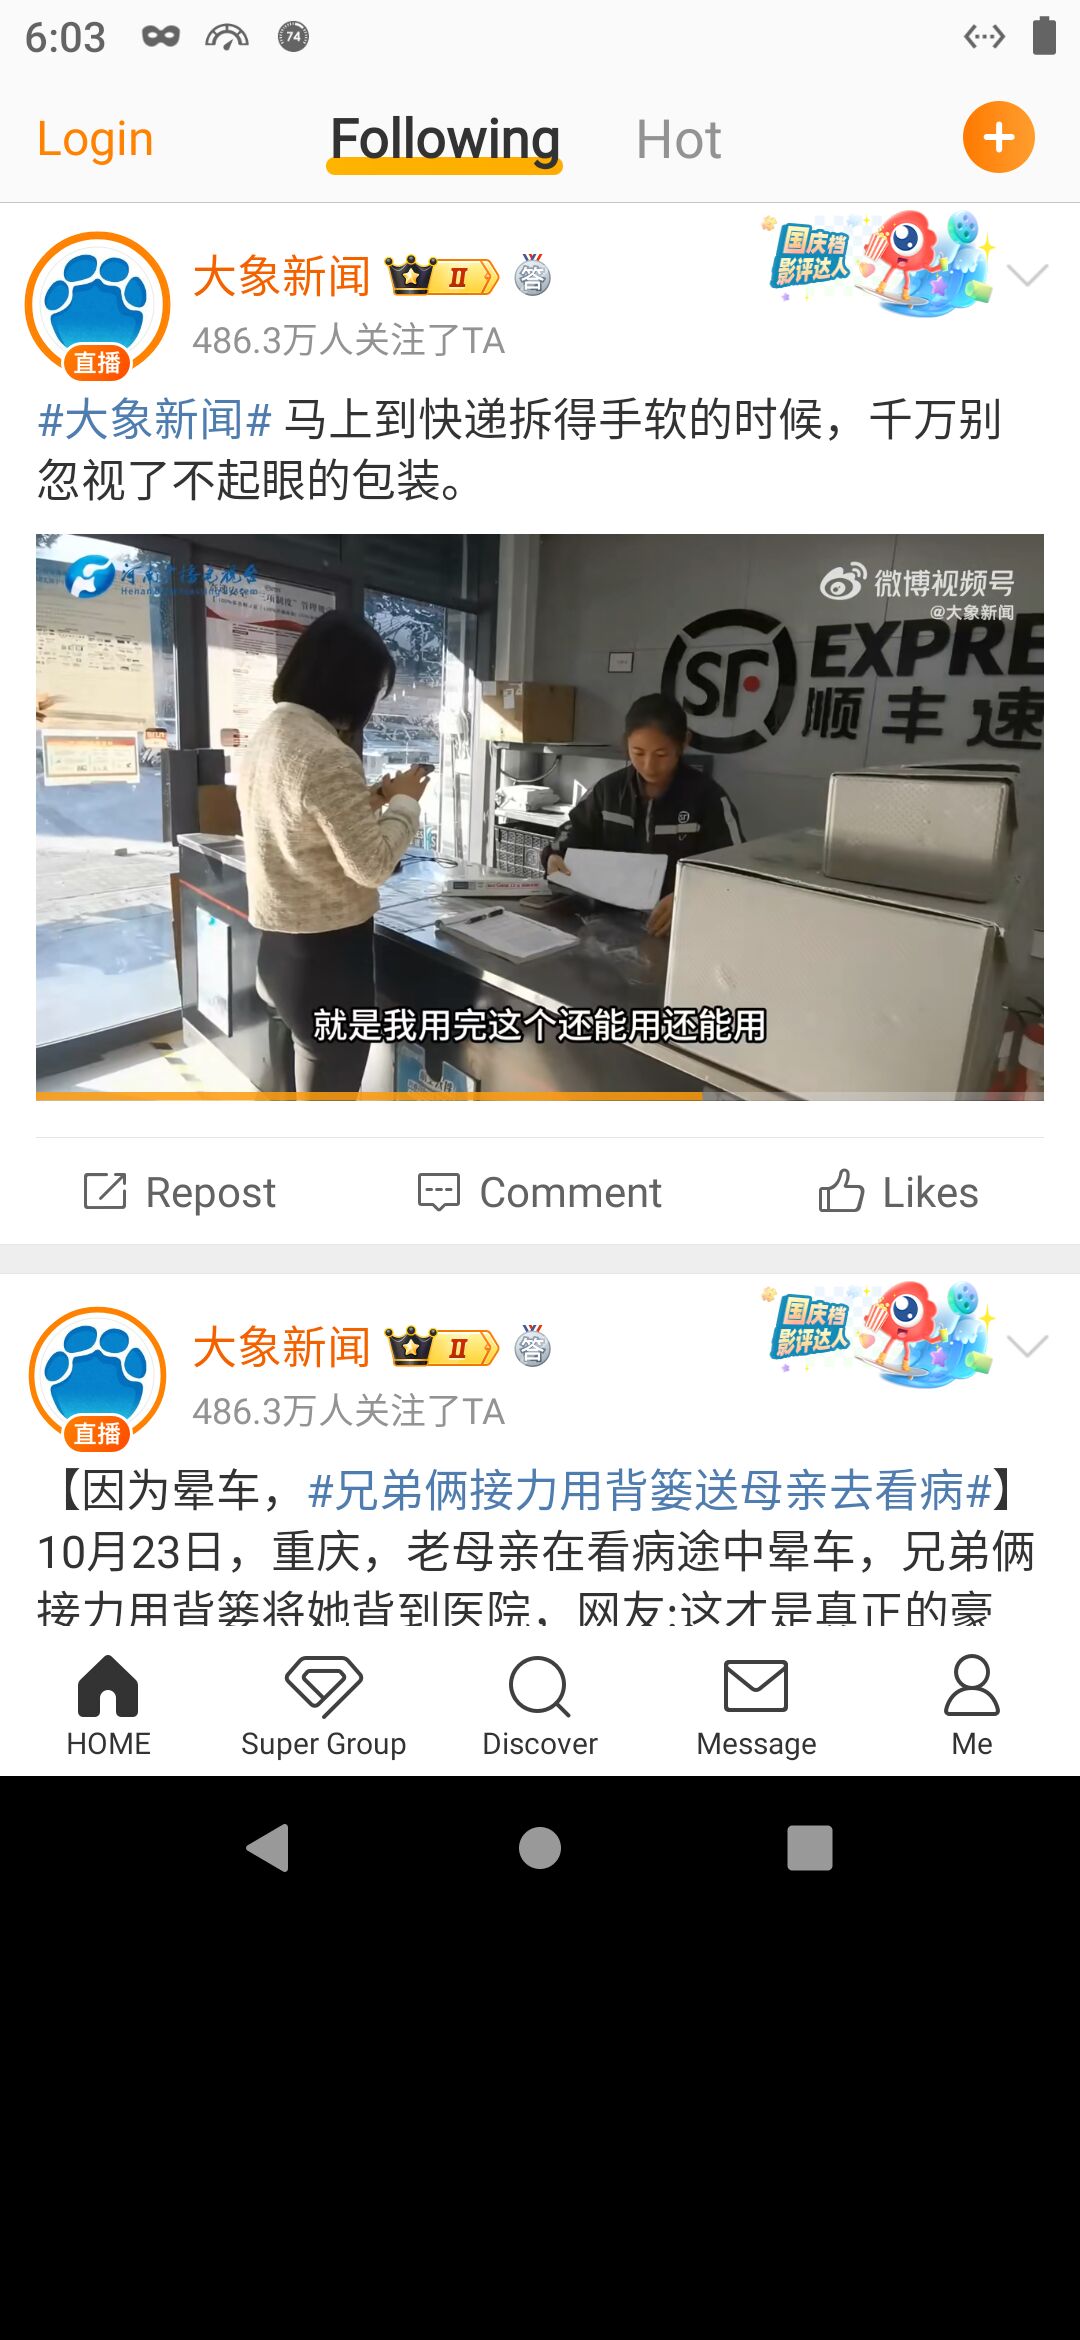 6:03
74
Login
Following
Hot
大象新闻
II
答
国庆档
影评达人
直播
486.3万人关注了TA
#大象新闻# 马上到快递拆得手软的时候，千万别
忽视了不起眼的包装。
河南广播电视台
微博视频号
@大象新闻
SF EXPRE
顺丰速
就是我用完这个还能用还能用
Repost
Comment
Likes
大象新闻
II
答
国庆档
影评达人
直播
486.3万人关注了TA
【因为晕车，#兄弟俩接力用背篓送母亲去看病#】
10月23日，重庆，老母亲在看病途中晕车，兄弟俩
接力用背篓将她背到医院，网友:这才是真正的豪
HOME
Super Group
Discover
Message
Me